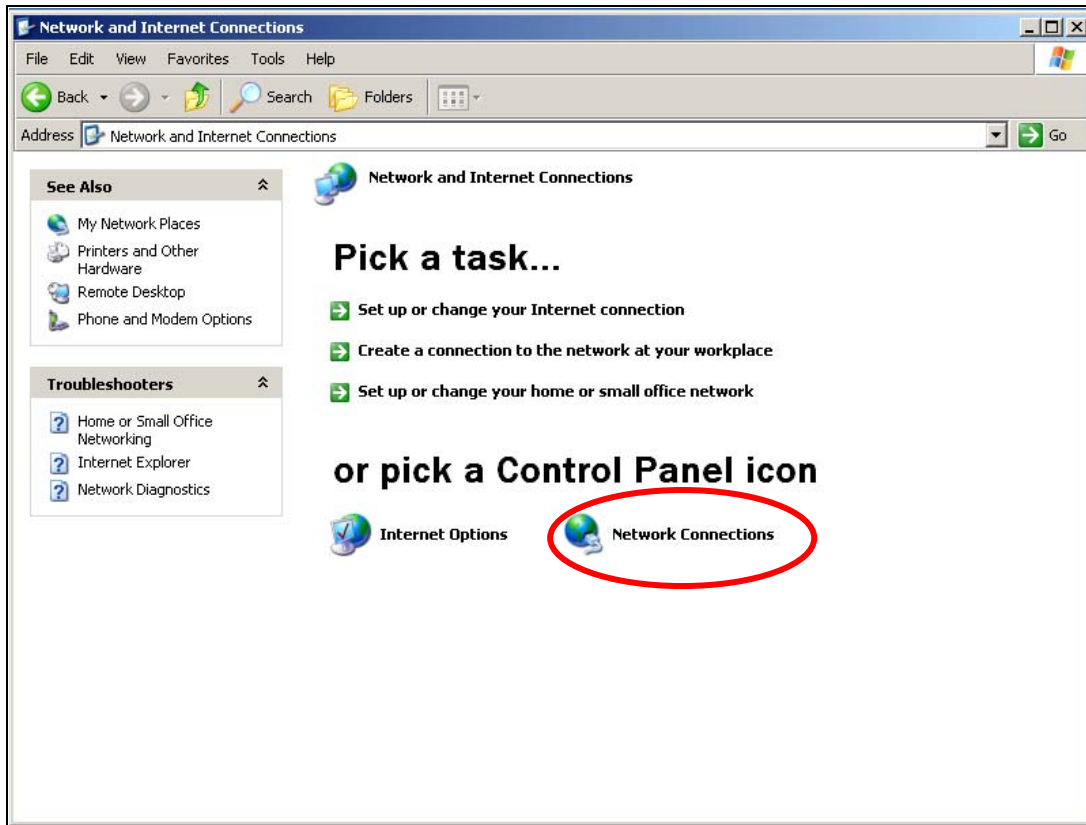 Network and Internet Connections
File Edit View Favorites Tools Help
Back Search Folders
Address Network and Internet Connections Go
See Also
My Network Places
Printers and Other
Hardware
Remote Desktop
Phone and Modem Options
Troubleshooters
Home or Small Office
Networking
Internet Explorer
Network Diagnostics
Network and Internet Connections
Pick a task...
Set up or change your Internet connection
Create a connection to the network at your workplace
Set up or change your home or small office network
or pick a Control Panel icon
Internet Options Network Connections